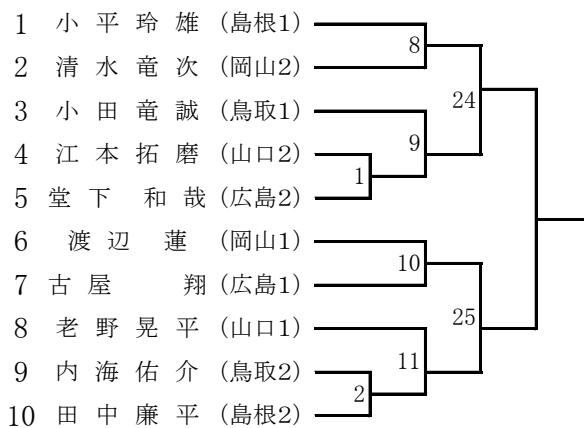 1 小平玲雄 (島根1)
2 清水竜次 (岡山2)
8
3 小田竜誠 (鳥取1)
24
4 江本拓磨 (山口2)
9
1
5 堂下和哉 (広島2)
6 渡辺蓮 (岡山1)
10
7 古屋翔 (広島1)
8 老野晃平 (山口1)
25
9 内海佑介 (鳥取2)
11
2
10 田中廉平 (島根2)